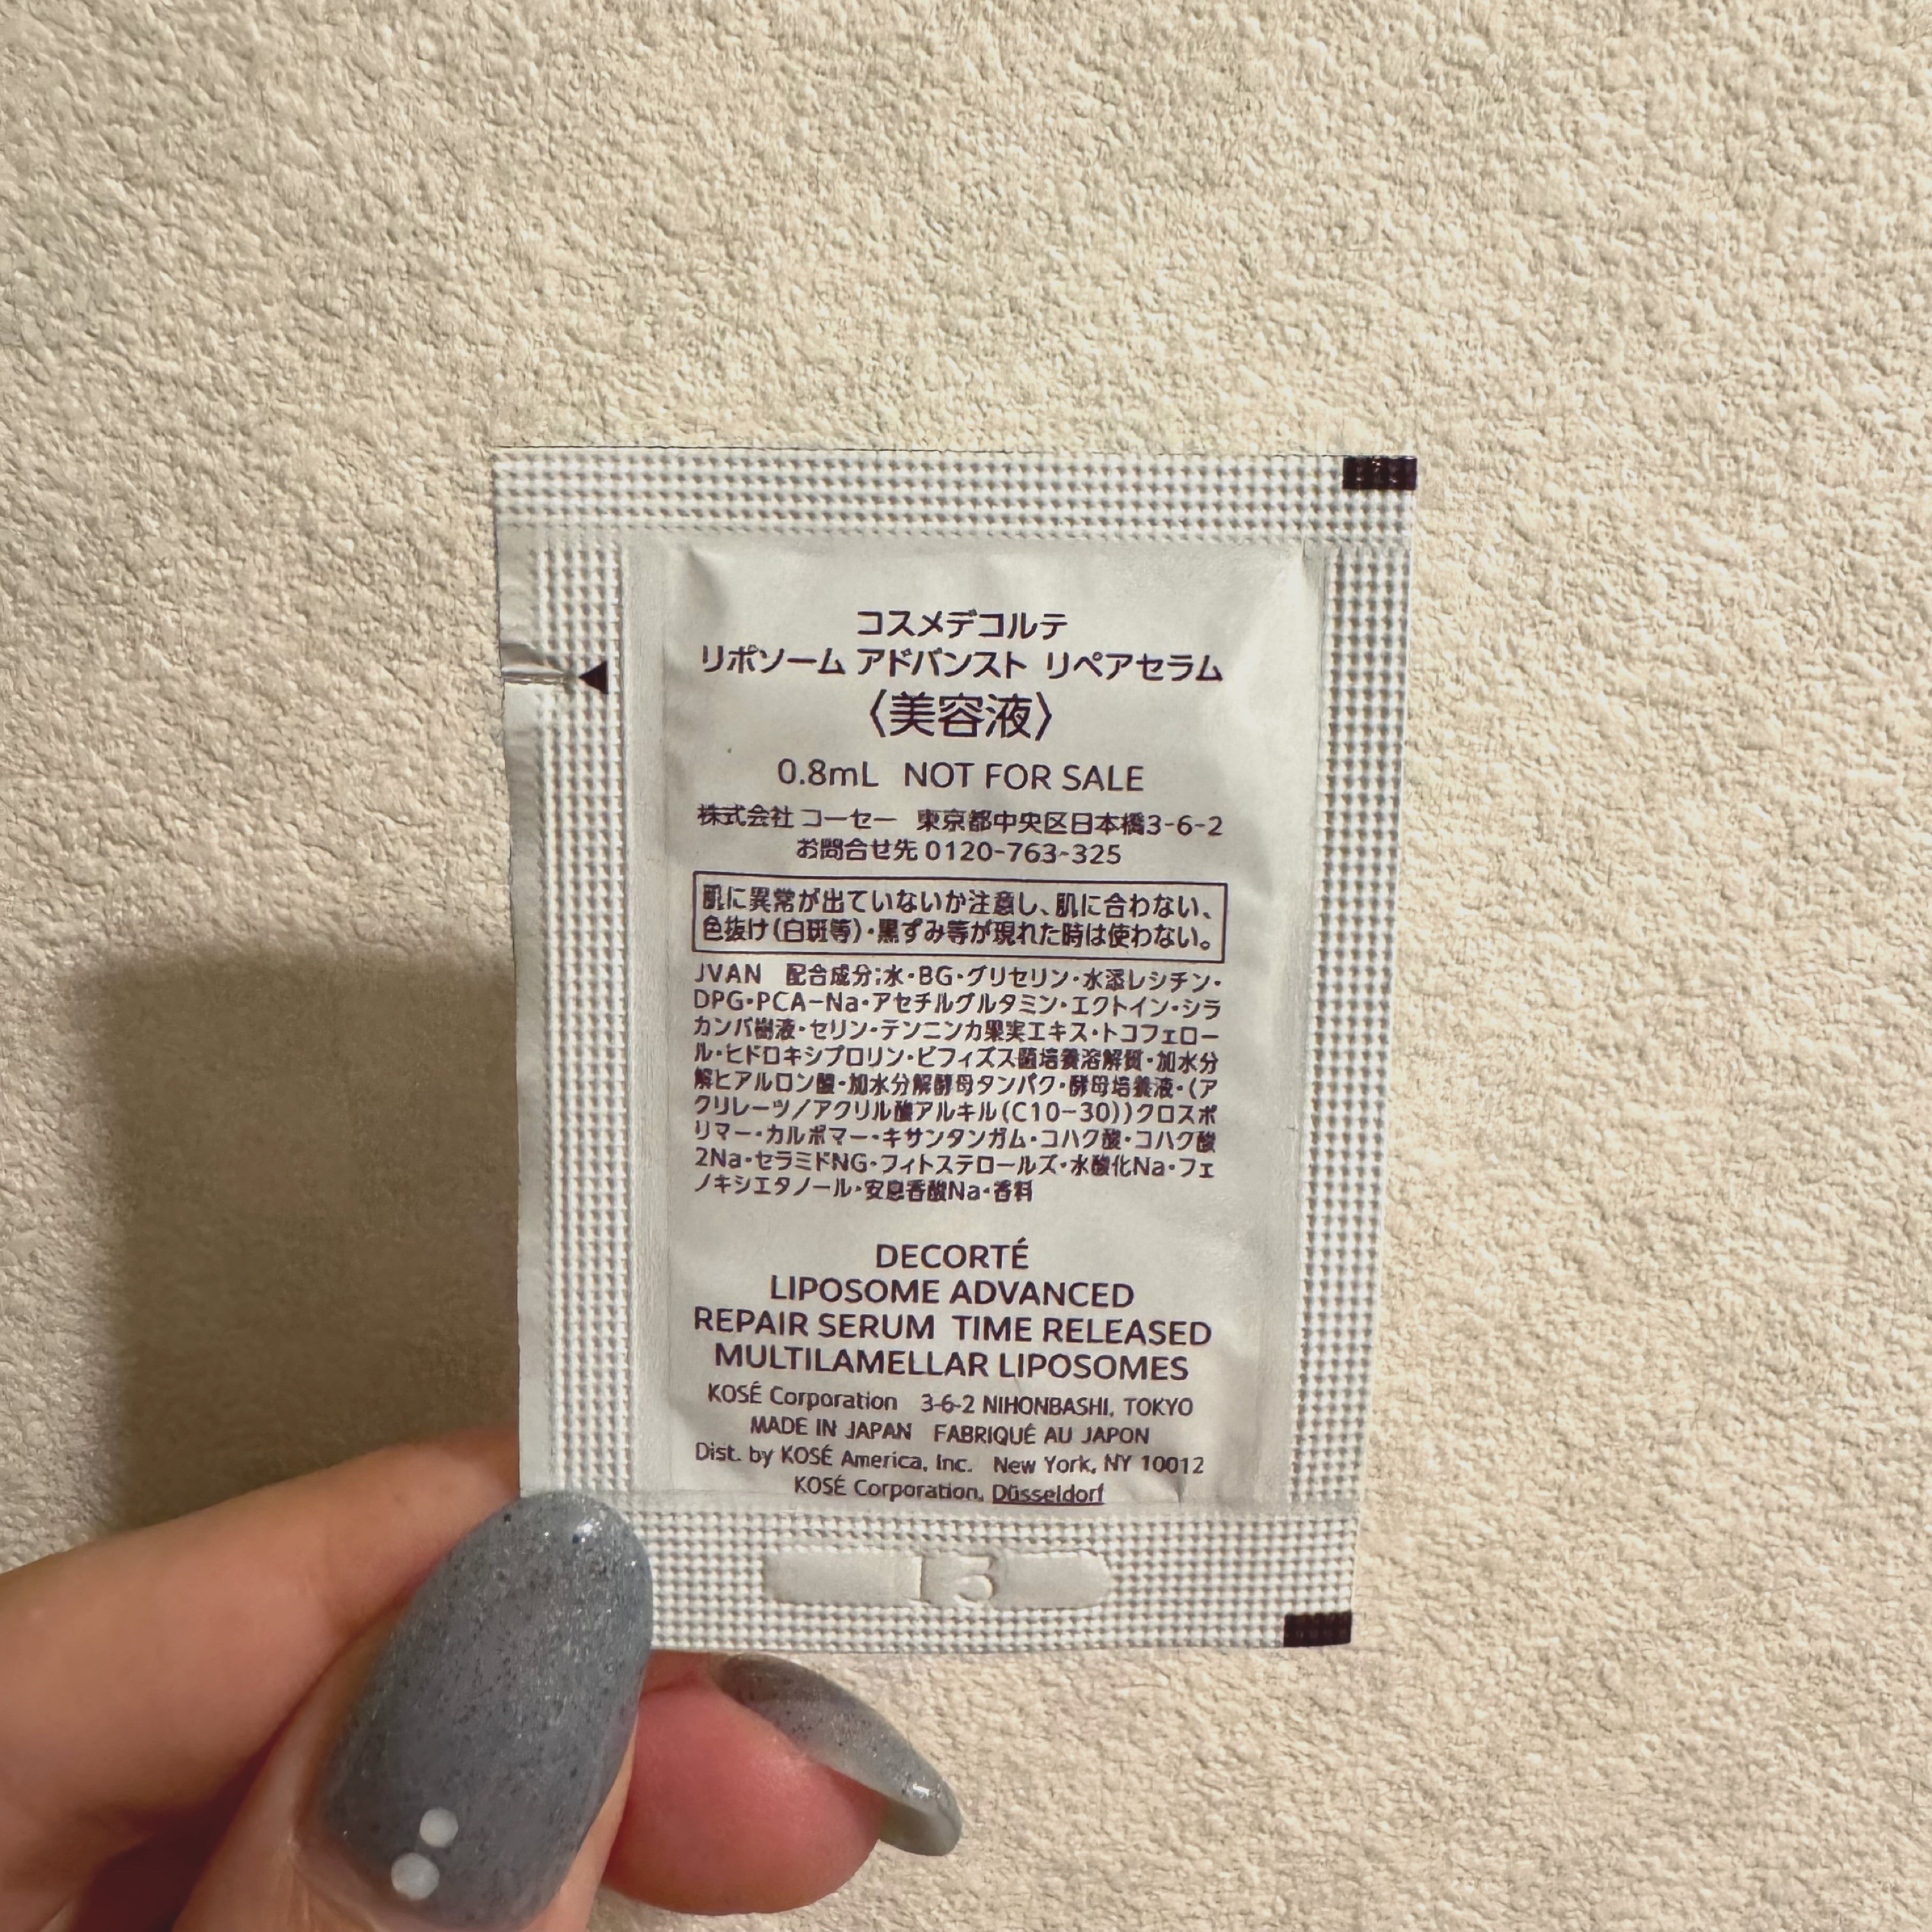 コスメデコルテ
リポソーム アドバンスト リペアセラム
〈美容液〉
0.8mL NOT FOR SALE
株式会社 コーセー 東京都中央区日本橋3-6-2
お問合せ先 0120-763-325
肌に異常が出ていないか注意し、肌に合わない、
色抜け(白斑等)・黒ずみ等が現れた時は使わない。
JVAN 配合成分;水・BG・グリセリン・水添レシチン・
DPG・PCA-Na・アセチルグルタミン・エクトイン・シラ
カンバ樹液・セリン・テンニンカ果実エキス・トコフェロー
ル・ヒドロキシプロリン・ビフィズス菌培養溶解質・加水分
解ヒアルロン酸・加水分解酵母タンパク・酵母培養液・(ア
クリレーツ/アクリル酸アルキル(C10-30))クロスポ
リマー・カルボマー・キサンタンガム・コハク酸・コハク酸
2Na・セラミドNG・フィトステロールズ・水酸化Na・フェ
ノキシエタノール・安息香酸Na・香料
DECORTÉ
LIPOSOME ADVANCED
REPAIR SERUM TIME RELEASED
MULTILAMELLAR LIPOSOMES
KOSÉ Corporation 3-6-2 NIHONBASHI, TOKYO
MADE IN JAPAN FABRIQUÉ AU JAPON
Dist. by KOSÉ America, Inc. New York, NY 10012
KOSÉ Corporation, Düsseldorf